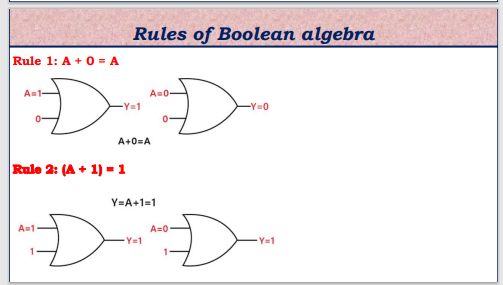 Rules of Boolean algebra
Rule 1: A + 0 = A
A=1 A=0
Y=1 Y=0
0 0
A+0=A
Rule 2: (A + 1) = 1
Y=A+1=1
A=1 A=0
Y=1 Y=1
1 1